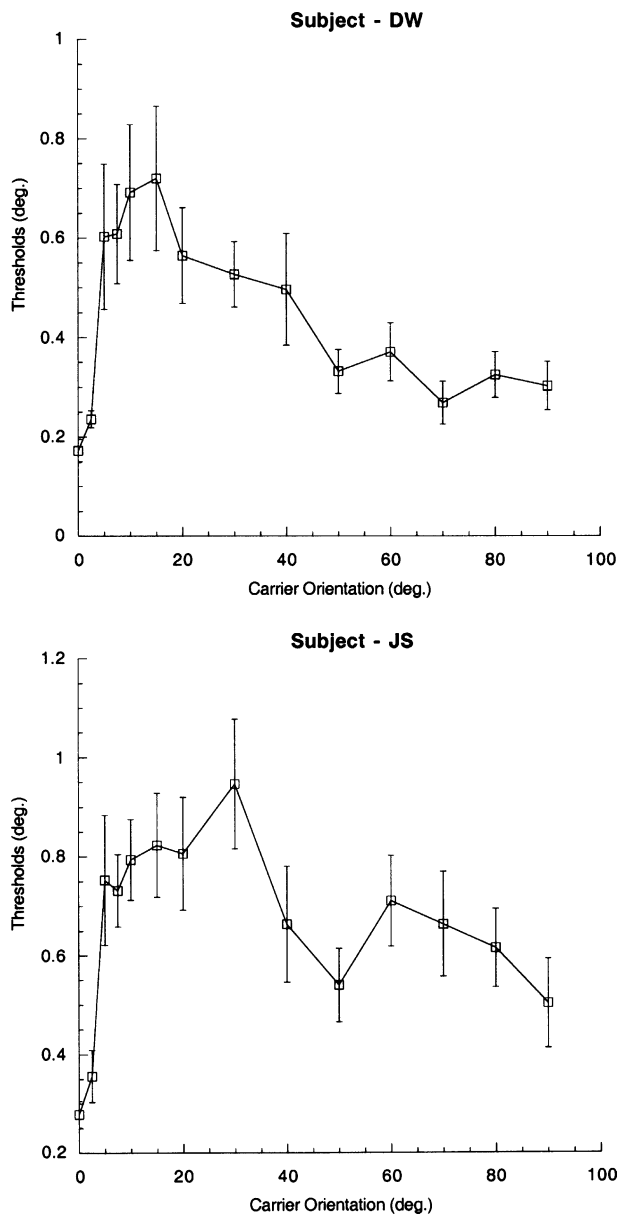 Subject - DW
1
0.8
0.6
0.4
0.2
0
Thresholds (deg.)
0 20 40 60 80 100
Carrier Orientation (deg.)
Subject - JS
1.2
1
0.8
0.6
0.4
0.2
Thresholds (deg.)
0 20 40 60 80 100
Carrier Orientation (deg.)